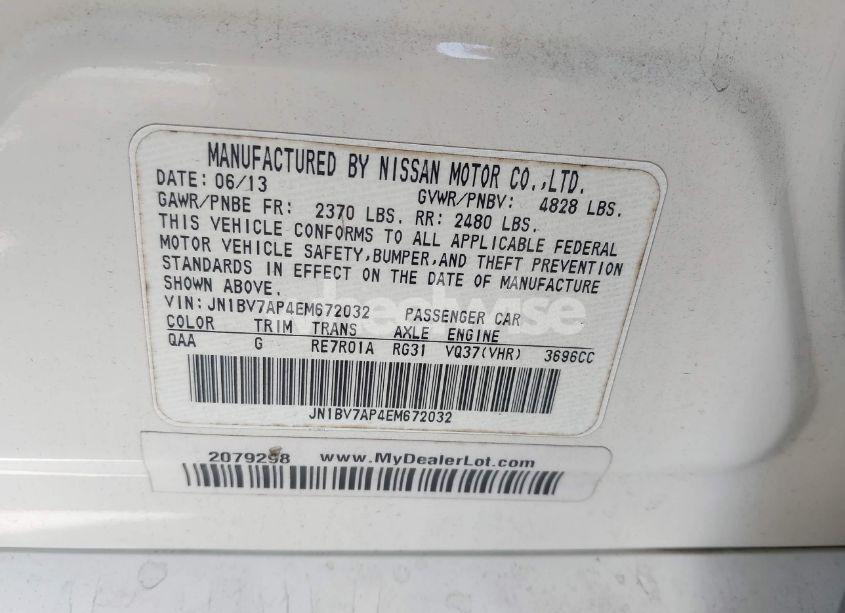 MANUFACTURED BY NISSAN MOTOR CO.,LTD.
DATE: 06/13 GVWR/PNBV: 4828 LBS.
GAWR/PNBE FR: 2370 LBS. RR: 2480 LBS.
THIS VEHICLE CONFORMS TO ALL APPLICABLE FEDERAL
MOTOR VEHICLE SAFETY,BUMPER,AND THEFT PREVENTION
STANDARDS IN EFFECT ON THE DATE OF MANUFACTURE
SHOWN ABOVE.
VIN: JN1BV7AP4EM672032 PASSENGER CAR
COLOR TRIM TRANS AXLE ENGINE
QAA G RE7R01A RG31 VQ37(VHR) 3696CC
JN1BV7AP4EM672032
2079298 www.MyDealerLot.com